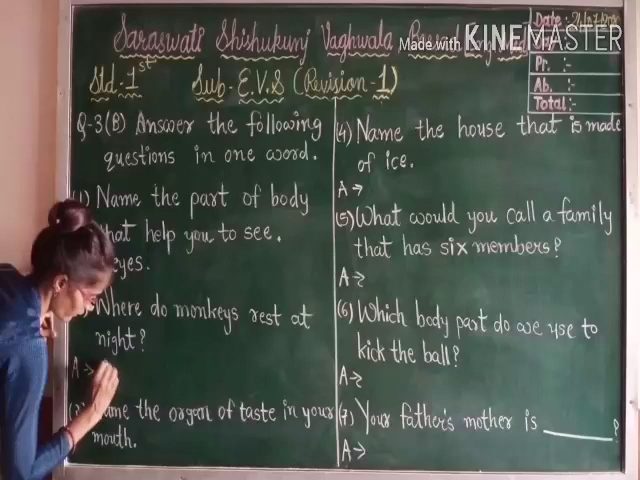 Saraswati Shishukunj Vaghwala
Made with KINEMASTER
Date:
Pr. :-
Ab. :-
Total:-
Std:-1st Sub-E.V.S (Revision-1)
Q-3(B) Answer the following
questions in one word.
(1) Name the part of body
that help you to see.
eyes.
Where do monkeys rest at
night?
A→
(3) Name the organ of taste in your
mouth.
(4) Name the house that is made
of ice.
A→
(5) What would you call a family
that has six members?
A→
(6) Which body part do we use to
kick the ball?
A→
(7) Your father's mother is ______?
A→